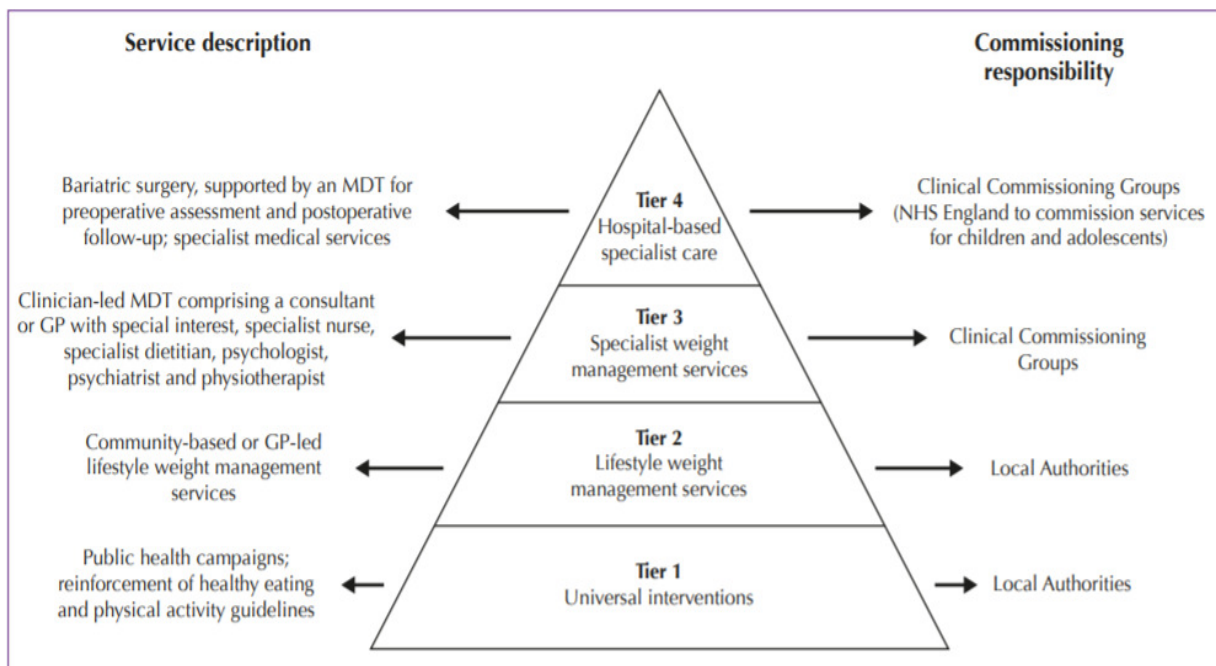 Service description
Commissioning
responsibility
Bariatric surgery, supported by an MDT for
preoperative assessment and postoperative
follow-up; specialist medical services
Tier 4
Hospital-based
specialist care
Clinical Commissioning Groups
(NHS England to commission services
for children and adolescents)
Clinician-led MDT comprising a consultant
or GP with special interest, specialist nurse,
specialist dietitian, psychologist,
psychiatrist and physiotherapist
Tier 3
Specialist weight
management services
Clinical Commissioning
Groups
Community-based or GP-led
lifestyle weight management
services
Tier 2
Lifestyle weight
management services
Local Authorities
Public health campaigns;
reinforcement of healthy eating
and physical activity guidelines
Tier 1
Universal interventions
Local Authorities